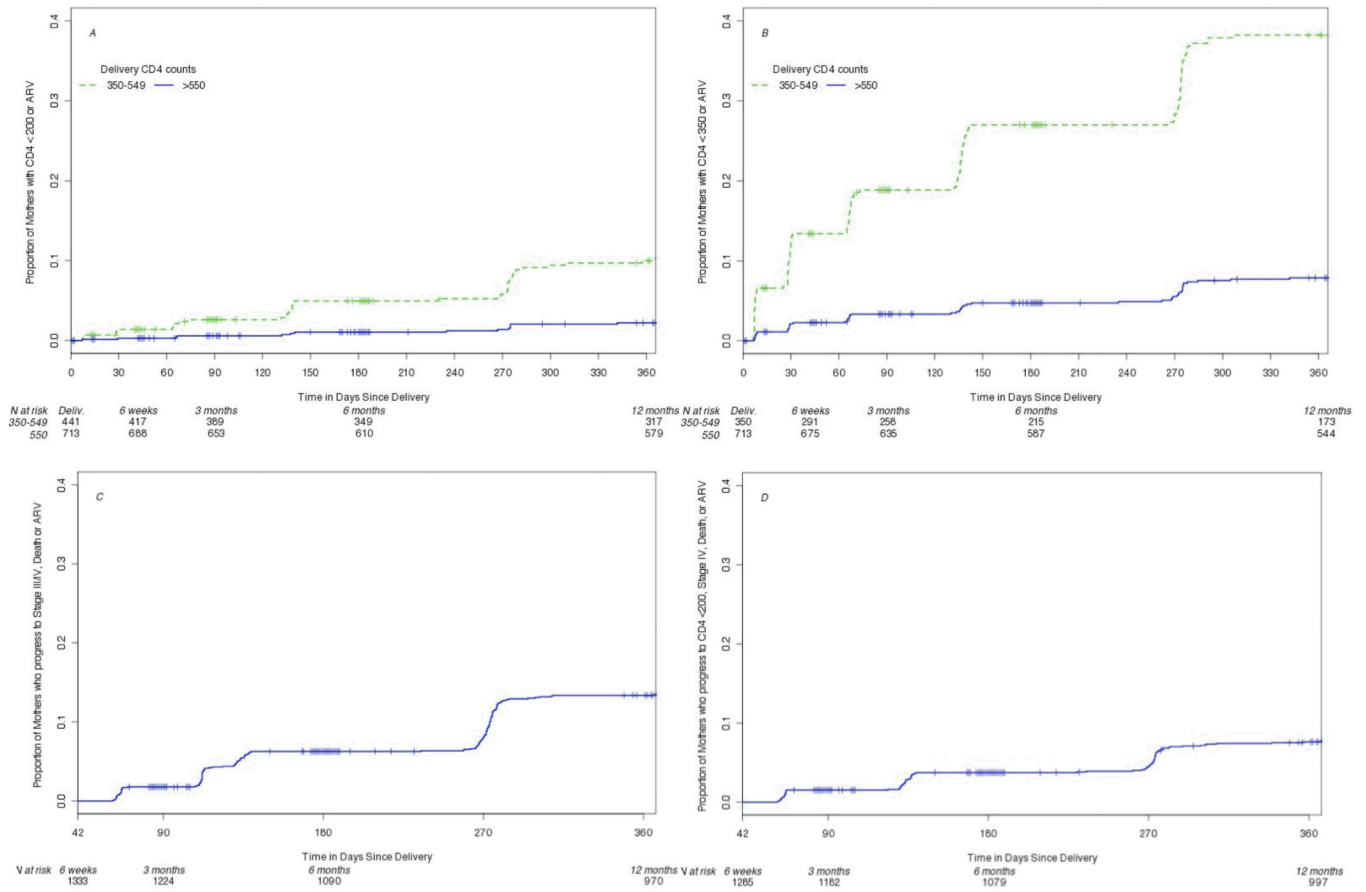 A
Delivery CD4 counts
350-549 >550
Proportion of Mothers with CD4 <200 or ARV
0.0 0.1 0.2 0.3 0.4
0 30 60 90 120 150 180 210 240 270 300 330 360
Time in Days Since Delivery
N at risk Deliv. 6 weeks 3 months 6 months 12 months
350-549 441 417 389 349 317
550 713 688 653 610 579
B
Delivery CD4 counts
350-549 >550
Proportion of Mothers with CD4 <350 or ARV
0.0 0.1 0.2 0.3 0.4
0 30 60 90 120 150 180 210 240 270 300 330 360
Time in Days Since Delivery
N at risk Deliv. 6 weeks 3 months 6 months 12 months
350-549 350 291 258 215 173
550 713 675 635 587 544
C
Proportion of Mothers who progress to Stage III/IV, Death or ARV
0.0 0.1 0.2 0.3 0.4
42 90 180 270 360
Time in Days Since Delivery
N at risk 6 weeks 3 months 6 months 12 months
1333 1224 1090 970
D
Proportion of Mothers who progress to CD4 <200, Stage IV, Death, or ARV
0.0 0.1 0.2 0.3 0.4
42 90 180 270 360
Time in Days Since Delivery
N at risk 6 weeks 3 months 6 months 12 months
1265 1162 1079 997